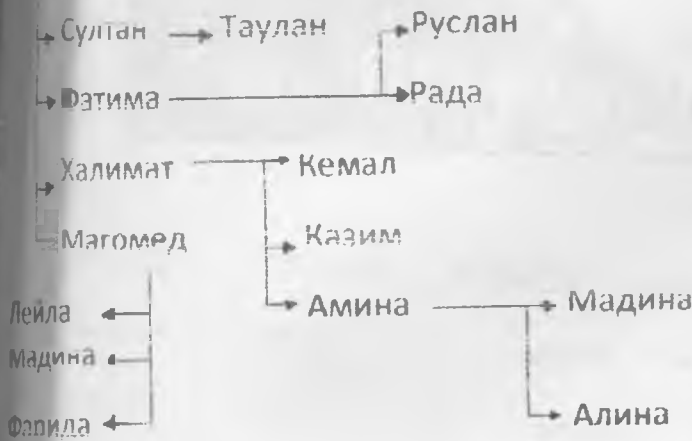 Султан Таулан Руслан
Фатима Рада
Халимат Кемал
Магомед Казим
Лейла Амина Мадина
Мадина
Фарида Алина